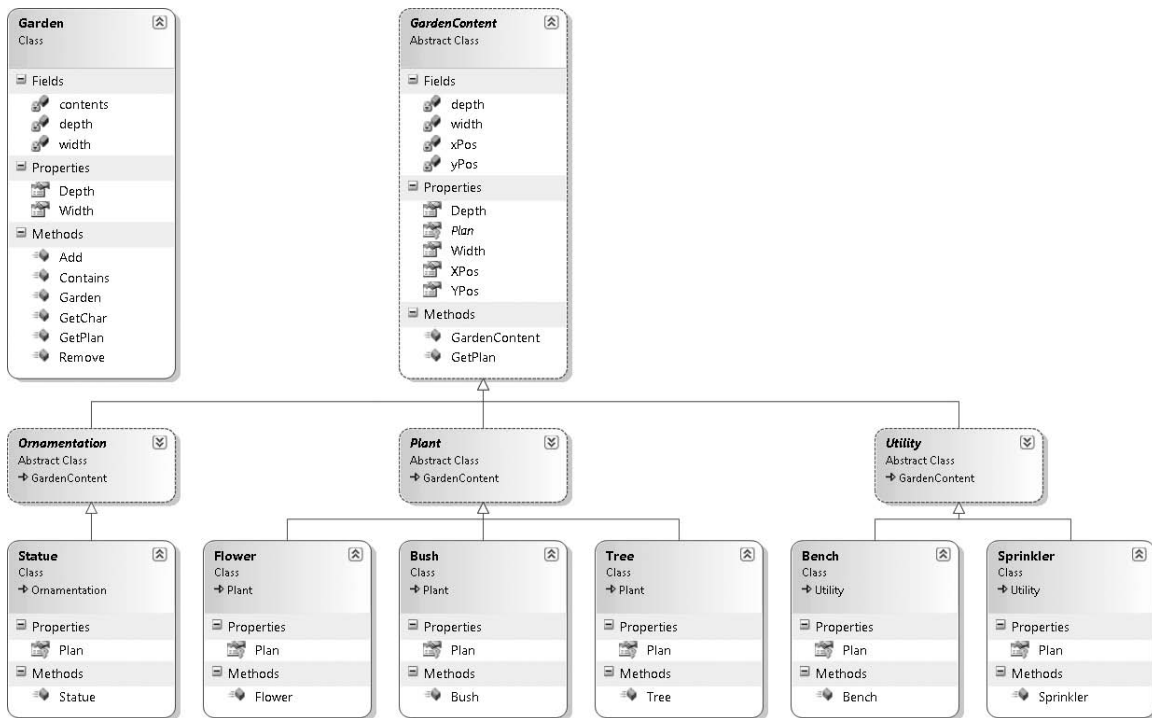 Garden
Class
Fields
contents
depth
width
Properties
Depth
Width
Methods
Add
Contains
Garden
GetChar
GetPlan
Remove
GardenContent
Abstract Class
Fields
depth
width
xPos
yPos
Properties
Depth
Plan
Width
XPos
YPos
Methods
GardenContent
GetPlan
Ornamentation
Abstract Class
GardenContent
Plant
Abstract Class
GardenContent
Utility
Abstract Class
GardenContent
Statue
Class
Ornamentation
Properties
Plan
Methods
Statue
Flower
Class
Plant
Properties
Plan
Methods
Flower
Bush
Class
Plant
Properties
Plan
Methods
Bush
Tree
Class
Plant
Properties
Plan
Methods
Tree
Bench
Class
Utility
Properties
Plan
Methods
Bench
Sprinkler
Class
Utility
Properties
Plan
Methods
Sprinkler